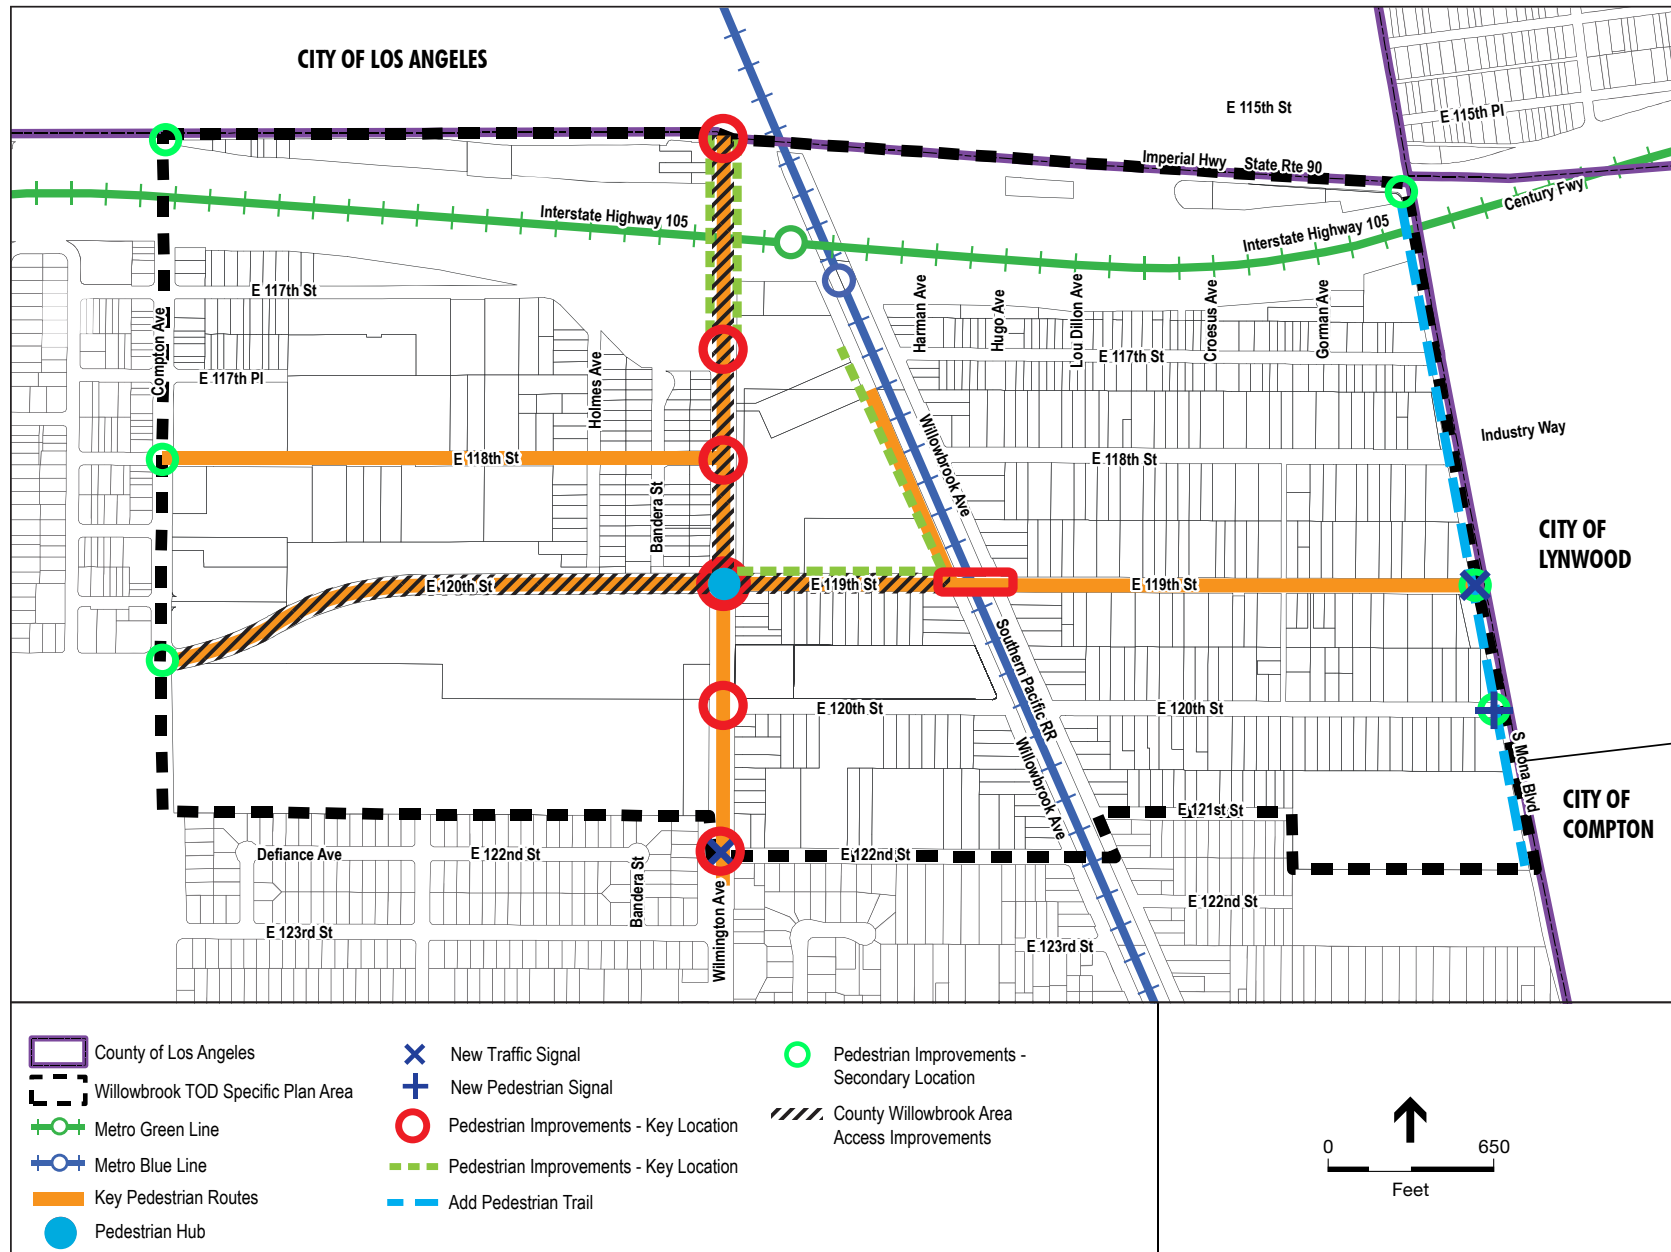 CITY OF LOS ANGELES
E 115th St
E 115th Pl
Imperial Hwy
State Rte 90
Century Fwy
Interstate Highway 105
Interstate Highway 105
E 117th St
Compton Ave
Harman Ave
Hugo Ave
Lou Dillon Ave
Croesus Ave
Gorman Ave
E 117th St
E 117th Pl
Holmes Ave
Willowbrook Ave
Industry Way
E 118th St
E 118th St
Bandera St
CITY OF
LYNWOOD
E 120th St
E 119th St
E 119th St
Southern Pacific RR
E 120th St
E 120th St
Willowbrook Ave
S Mona Blvd
CITY OF
COMPTON
E 121st St
Defiance Ave
E 122nd St
E 122nd St
Bandera St
Wilmington Ave
E 122nd St
E 123rd St
E 123rd St
County of Los Angeles
Willowbrook TOD Specific Plan Area
Metro Green Line
Metro Blue Line
Key Pedestrian Routes
Pedestrian Hub
New Traffic Signal
New Pedestrian Signal
Pedestrian Improvements - Key Location
Pedestrian Improvements - Key Location
Add Pedestrian Trail
Pedestrian Improvements -
Secondary Location
County Willowbrook Area
Access Improvements
0
650
Feet